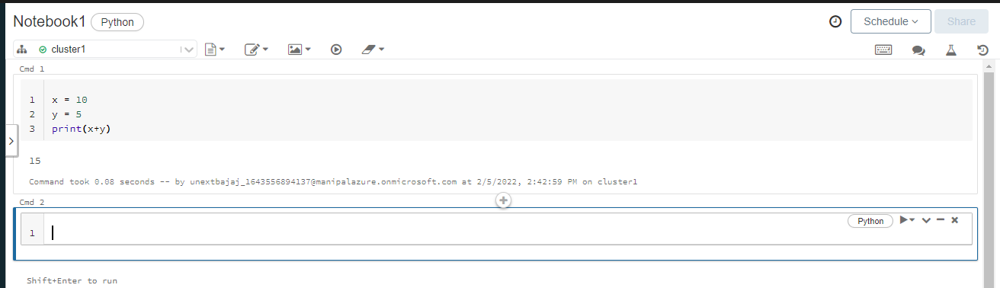 Notebook1 Python Schedule Share
cluster1
Cmd 1
1 x = 10
2 y = 5
3 print(x+y)
15
Command took 0.08 seconds -- by unextbajaj_1643556894137@manipalazure.onmicrosoft.com at 2/5/2022, 2:42:59 PM on cluster1
Cmd 2
Python
1
Shift+Enter to run